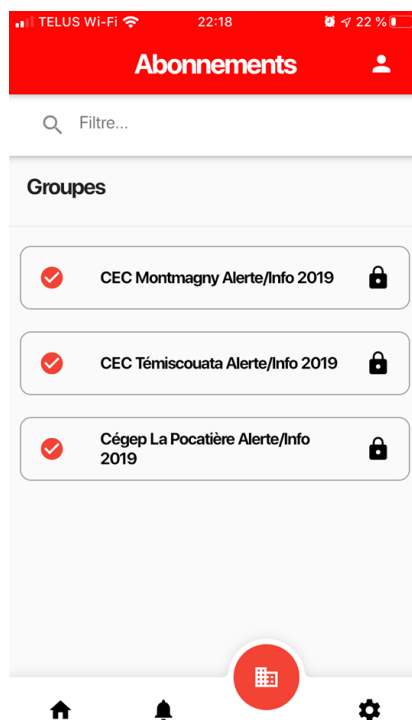 TELUS Wi-Fi 22:18 22 %
Abonnements
Filtre...
Groupes
CEC Montmagny Alerte/Info 2019
CEC Témiscouata Alerte/Info 2019
Cégep La Pocatière Alerte/Info
2019